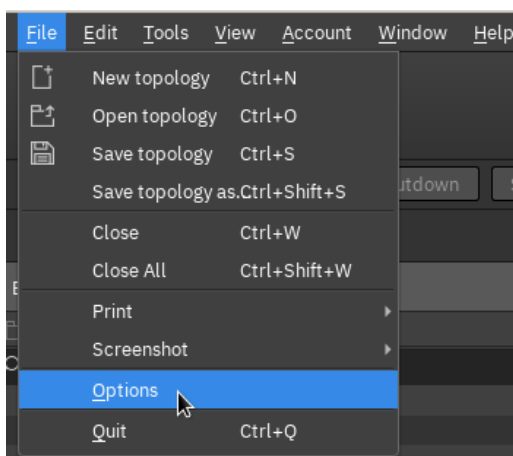 File Edit Tools View Account Window Help
New topology Ctrl+N
Open topology Ctrl+O
Save topology Ctrl+S
Save topology as...Ctrl+Shift+S
Close Ctrl+W
Close All Ctrl+Shift+W
Print
Screenshot
Options
Quit Ctrl+Q
utdown